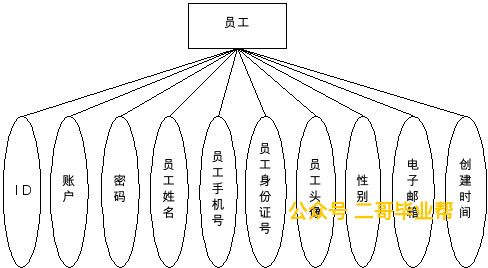 员工
ID
账户
密码
员工姓名
员工手机号
员工身份证号
员工头像
性别
电子邮箱
创建时间
公众号 二哥毕业帮